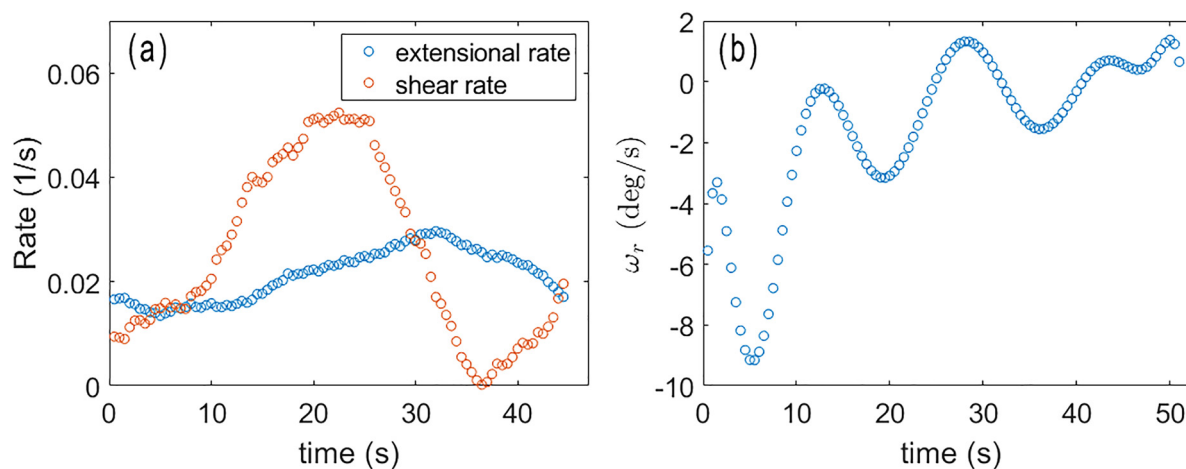 (a)
extensional rate
shear rate
Rate (1/s)
0.06
0.04
0.02
0
0 10 20 30 40
time (s)
(b)
ω_r (deg/s)
2
0
-2
-4
-6
-8
-10
0 10 20 30 40 50
time (s)